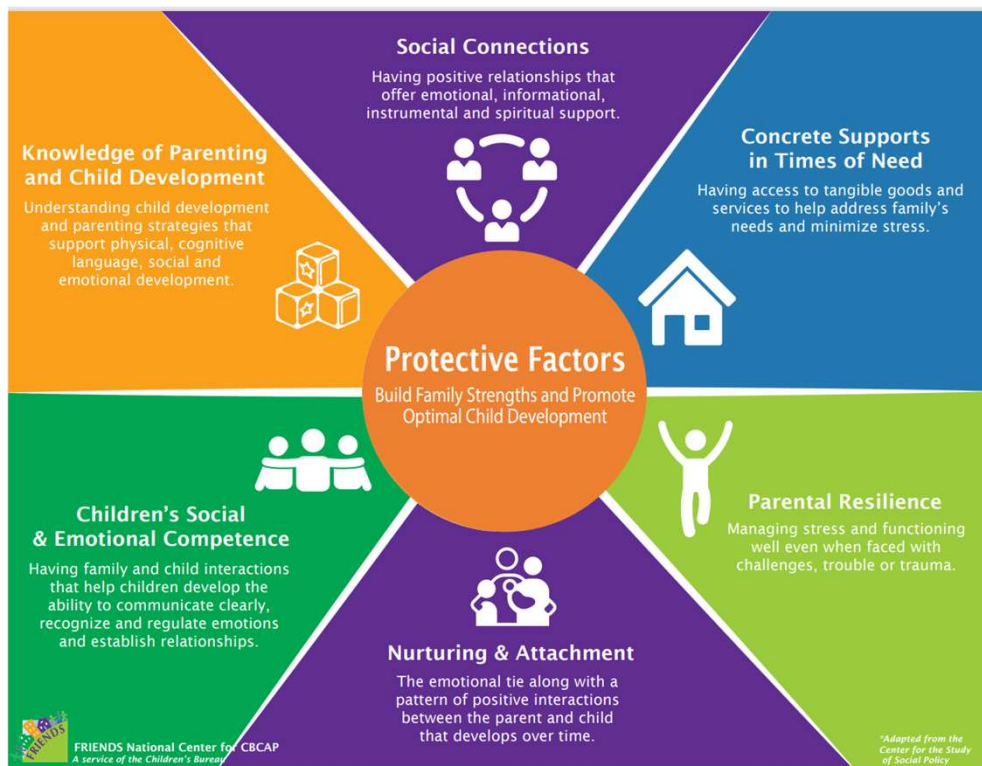 Social Connections
Having positive relationships that
offer emotional, informational,
instrumental and spiritual support.
Knowledge of Parenting
and Child Development
Understanding child development
and parenting strategies that
support physical, cognitive
language, social and
emotional development.
Concrete Supports
in Times of Need
Having access to tangible goods and
services to help address family’s
needs and minimize stress.
Protective Factors
Build Family Strengths and Promote
Optimal Child Development
Children’s Social
& Emotional Competence
Having family and child interactions
that help children develop the
ability to communicate clearly,
recognize and regulate emotions
and establish relationships.
Parental Resilience
Managing stress and functioning
well even when faced with
challenges, trouble or trauma.
Nurturing & Attachment
The emotional tie along with a
pattern of positive interactions
between the parent and child
that develops over time.
FRIENDS
FRIENDS National Center for CBCAP
A service of the Children's Bureau
*Adapted from the
Center for the Study
of Social Policy